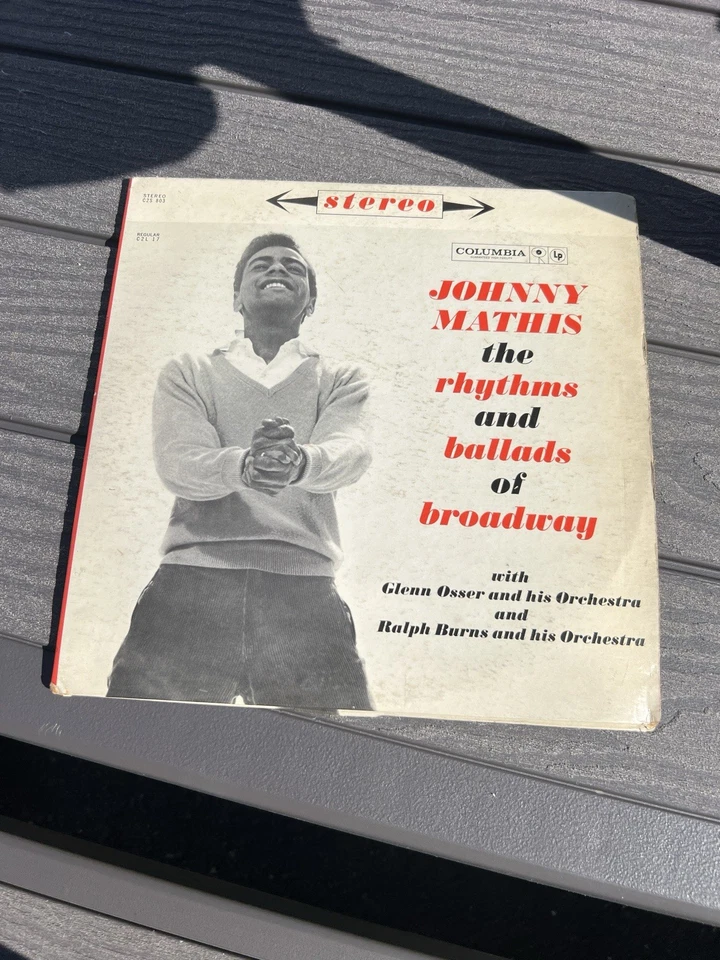 STEREO
C2S 803
stereo
REGULAR
C2L 17
COLUMBIA
Lp
JOHNNY
MATHIS
the
rhythms
and
ballads
of
broadway
with
Glenn Osser and his Orchestra
and
Ralph Burns and his Orchestra